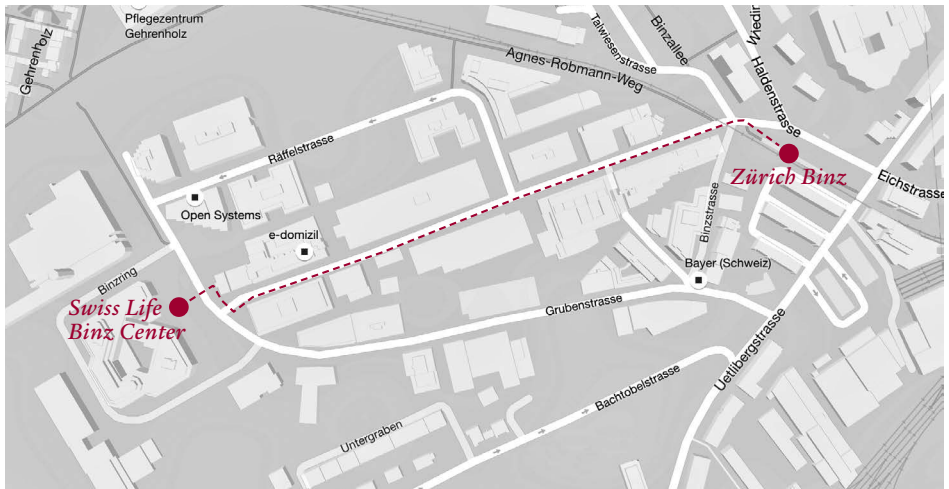 Pflegezentrum
Gehrenholz
Gehrenholz
Talwiesenstrasse
Binzallee
Haldenstrasse
Agnes-Robmann-Weg
Räffelstrasse
Zürich Binz
Eichstrasse
Open Systems
e-domizil
Binzstrasse
Bayer (Schweiz)
Binzring
Swiss Life
Binz Center
Grubenstrasse
Uetlibergstrasse
Bachtobelstrasse
Untergraben